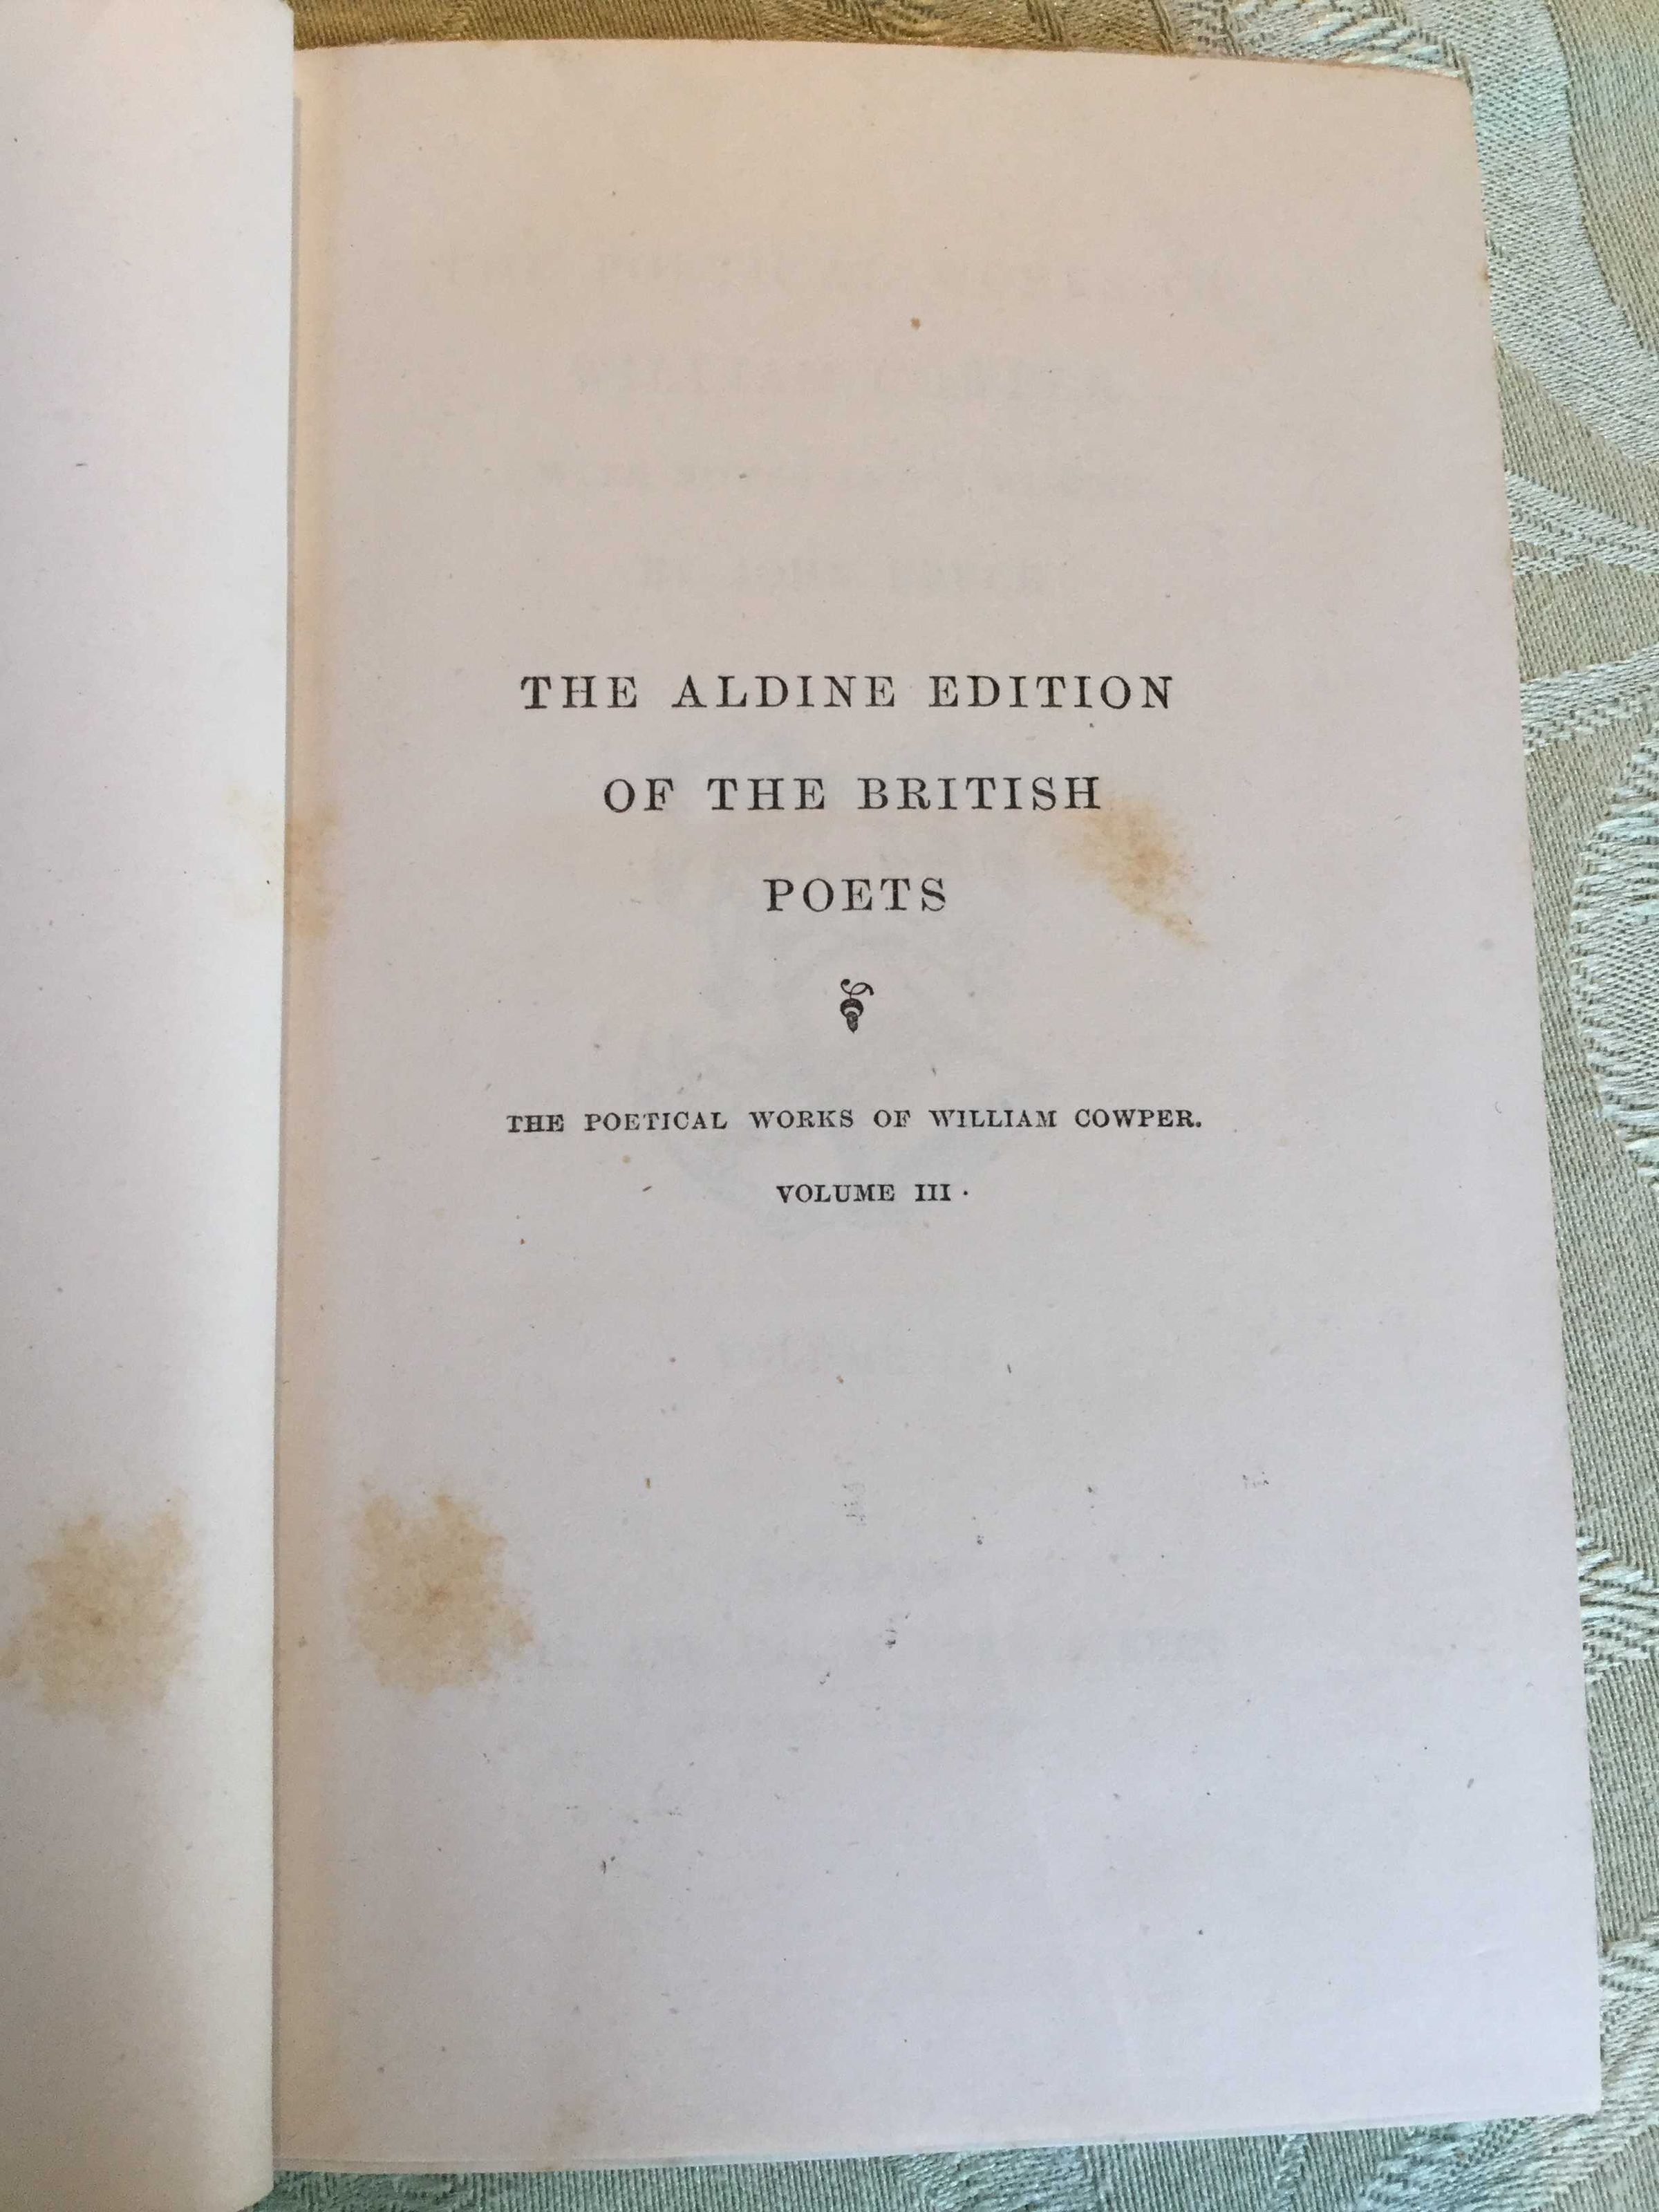 THE ALDINE EDITION
OF THE BRITISH
POETS
THE POETICAL WORKS OF WILLIAM COWPER.
VOLUME III.